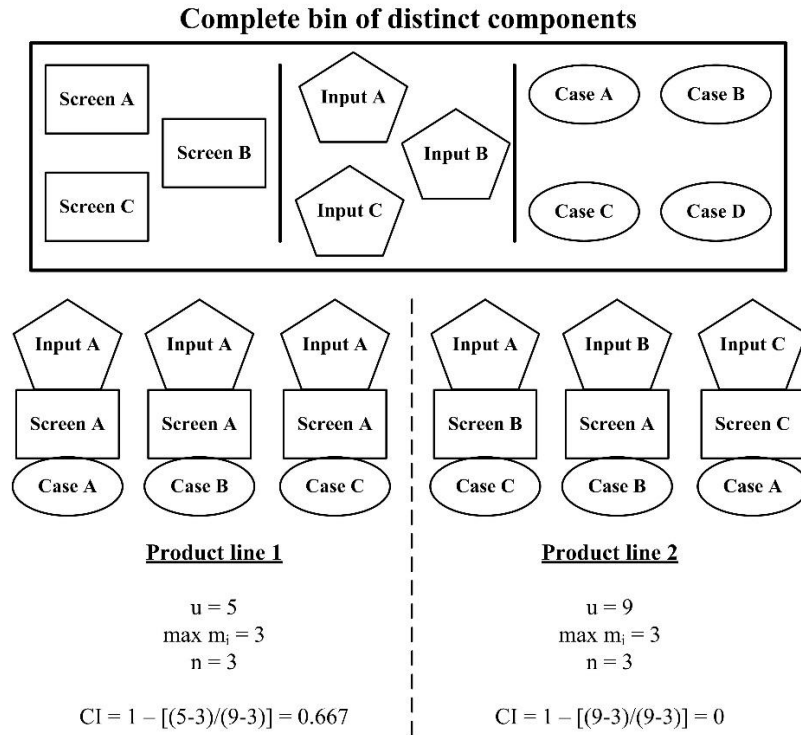 Complete bin of distinct components
Screen A
Screen B
Screen C
Input A
Input B
Input C
Case A
Case B
Case C
Case D
Input A
Input A
Input A
Screen A
Screen A
Screen A
Case A
Case B
Case C
Product line 1
u = 5
max mᵢ = 3
n = 3
CI = 1 – [(5-3)/(9-3)] = 0.667
Input A
Input B
Input C
Screen B
Screen A
Screen C
Case C
Case B
Case A
Product line 2
u = 9
max mᵢ = 3
n = 3
CI = 1 – [(9-3)/(9-3)] = 0